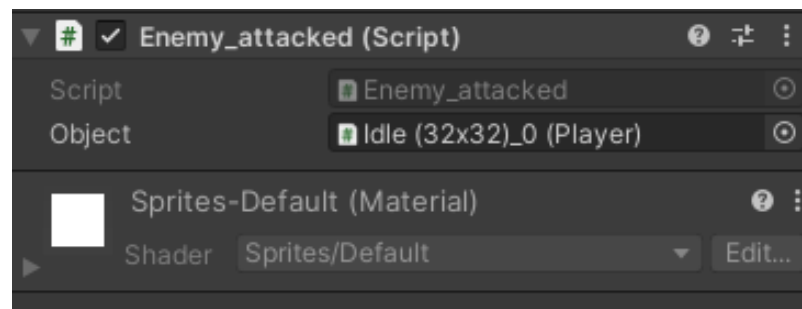 Enemy_attacked (Script)
Script Enemy_attacked
Object Idle (32x32)_0 (Player)
Sprites-Default (Material)
Shader Sprites/Default Edit...